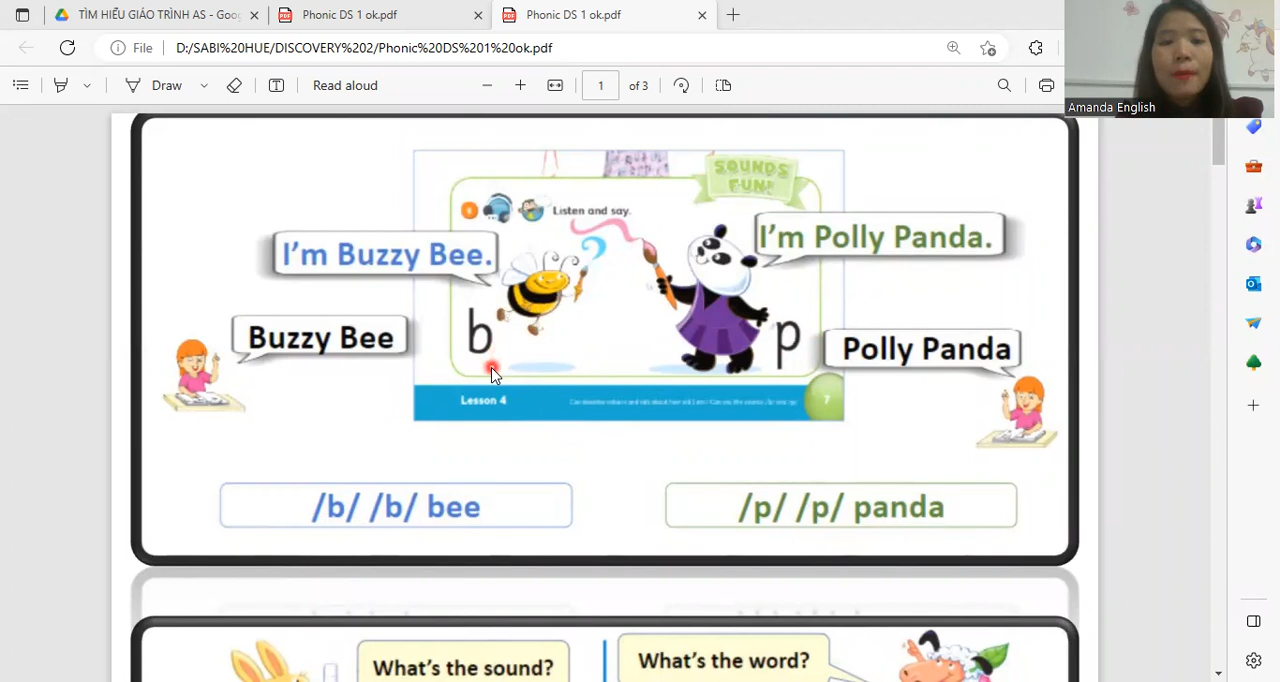 TÌM HIỂU GIÁO TRÌNH AS - Goo
Phonic DS 1 ok.pdf
Phonic DS 1 ok.pdf
File
D:/SABI%20HUE/DISCOVERY%202/Phonic%20DS%201%20ok.pdf
Draw
Read aloud
1 of 3
Amanda English
SOUNDS
FUN!
Listen and say.
I'm Buzzy Bee.
I'm Polly Panda.
b
p
Buzzy Bee
Polly Panda
Lesson 4
7
/b/ /b/ bee
/p/ /p/ panda
What's the sound?
What's the word?